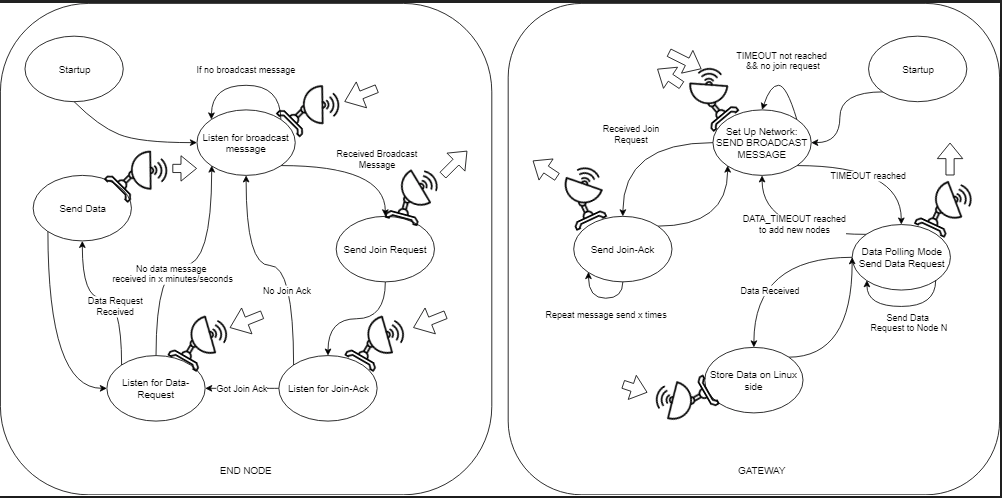 Startup
If no broadcast message
Listen for broadcast
message
Received Broadcast
Message
Send Data
Send Join Request
No data message
received in x minutes/seconds
Data Request
Received
No Join Ack
Listen for Data-
Request
Got Join Ack
Listen for Join-Ack
END NODE
TIMEOUT not reached
&& no join request
Startup
Received Join
Request
Set Up Network:
SEND BROADCAST
MESSAGE
TIMEOUT reached
DATA_TIMEOUT reached
to add new nodes
Send Join-Ack
Data Polling Mode
Send Data Request
Data Received
Repeat message send x times
Send Data
Request to Node N
Store Data on Linux
side
GATEWAY